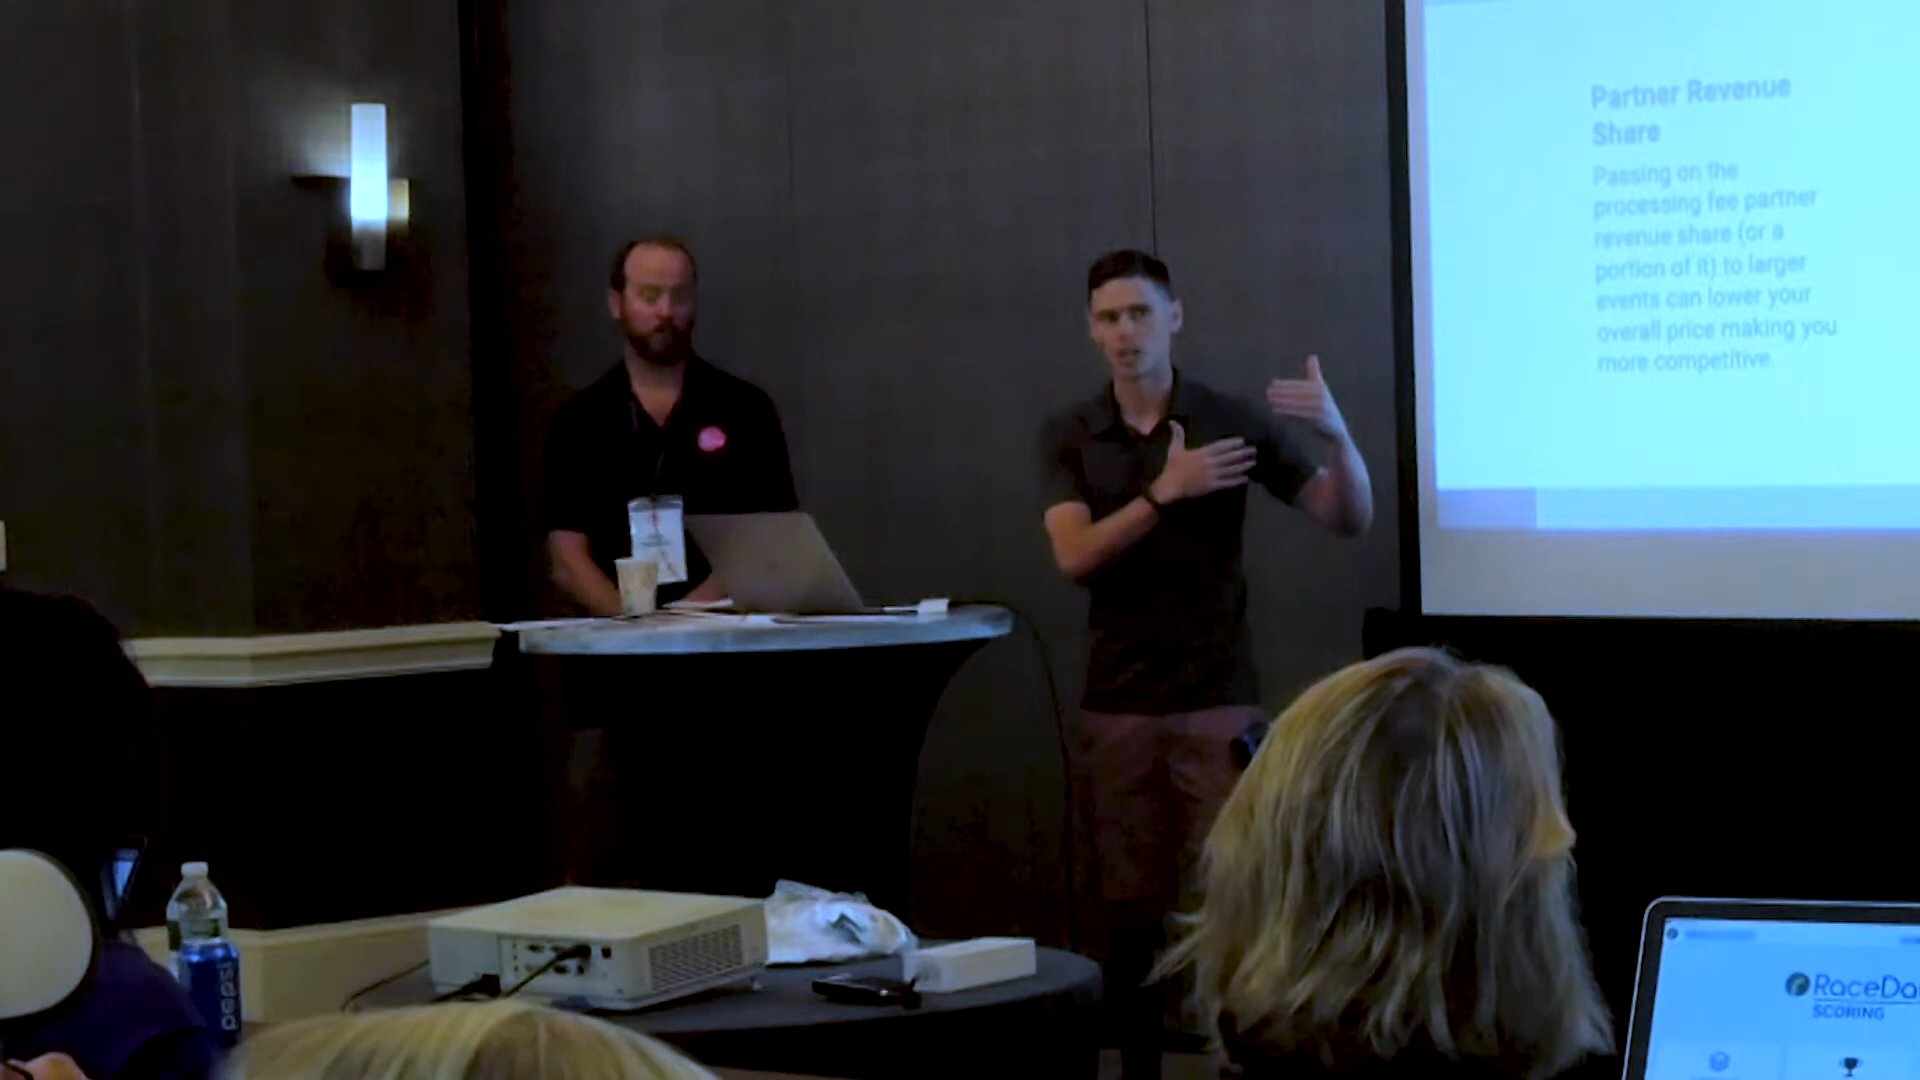 Partner Revenue
Share
Passing on the
processing fee partner
revenue share (or a
portion of it) to larger
events can lower your
overall price making you
more competitive.
pepsi
RaceDa
SCORING